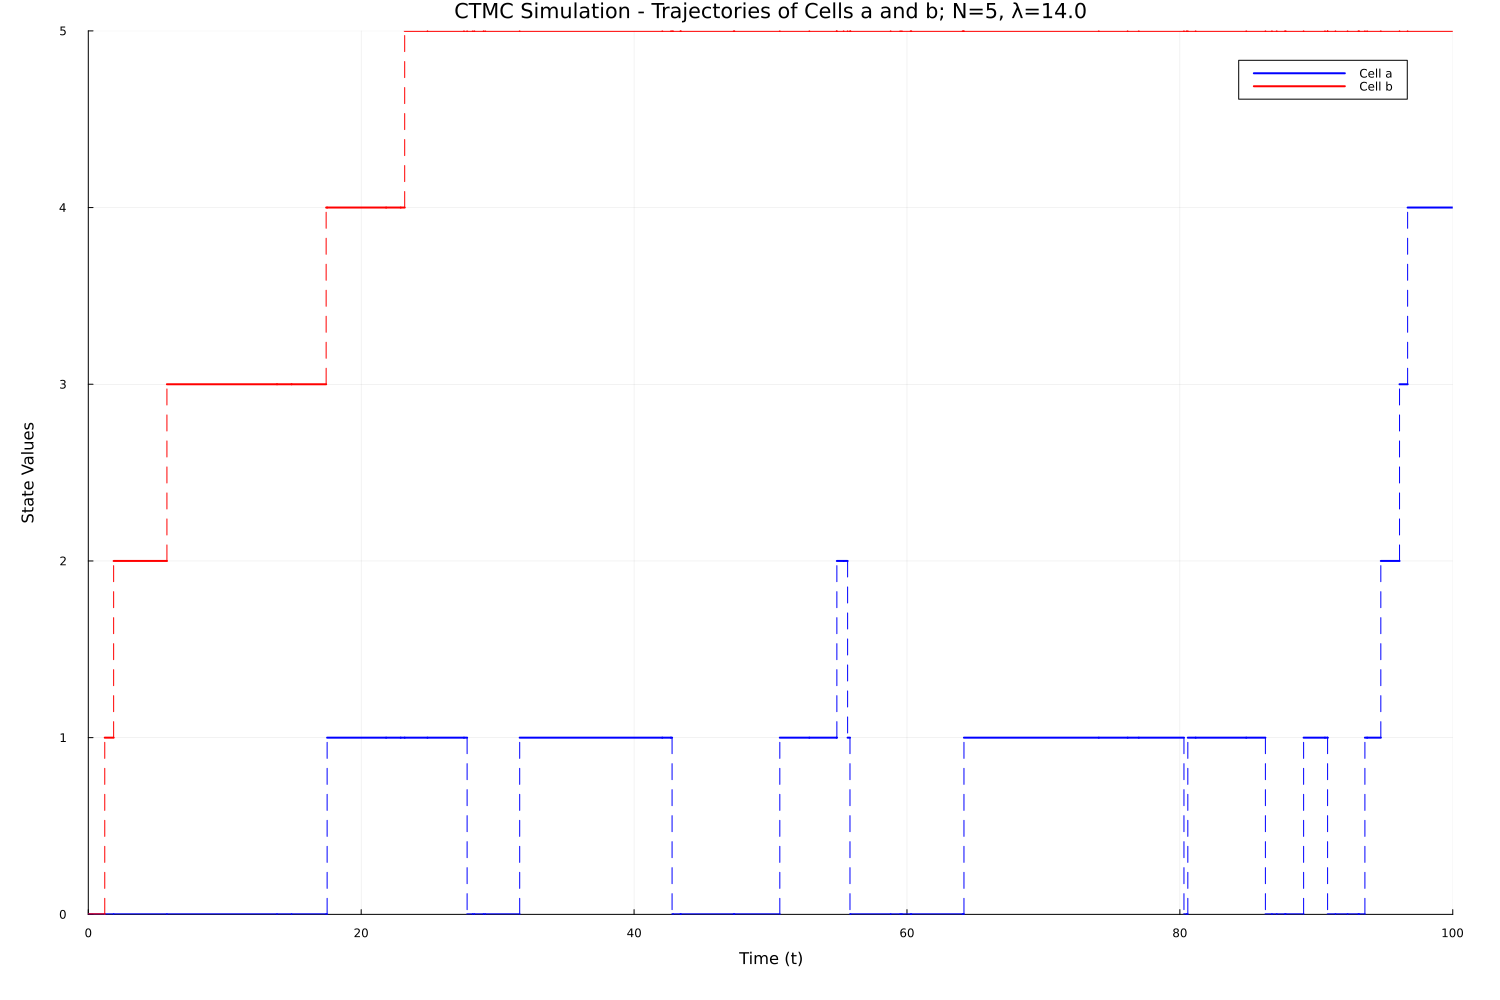 CTMC Simulation - Trajectories of Cells a and b; N=5, λ=14.0
5
Cell a
Cell b
4
3
State Values
2
1
0
0 20 40 60 80 100
Time (t)